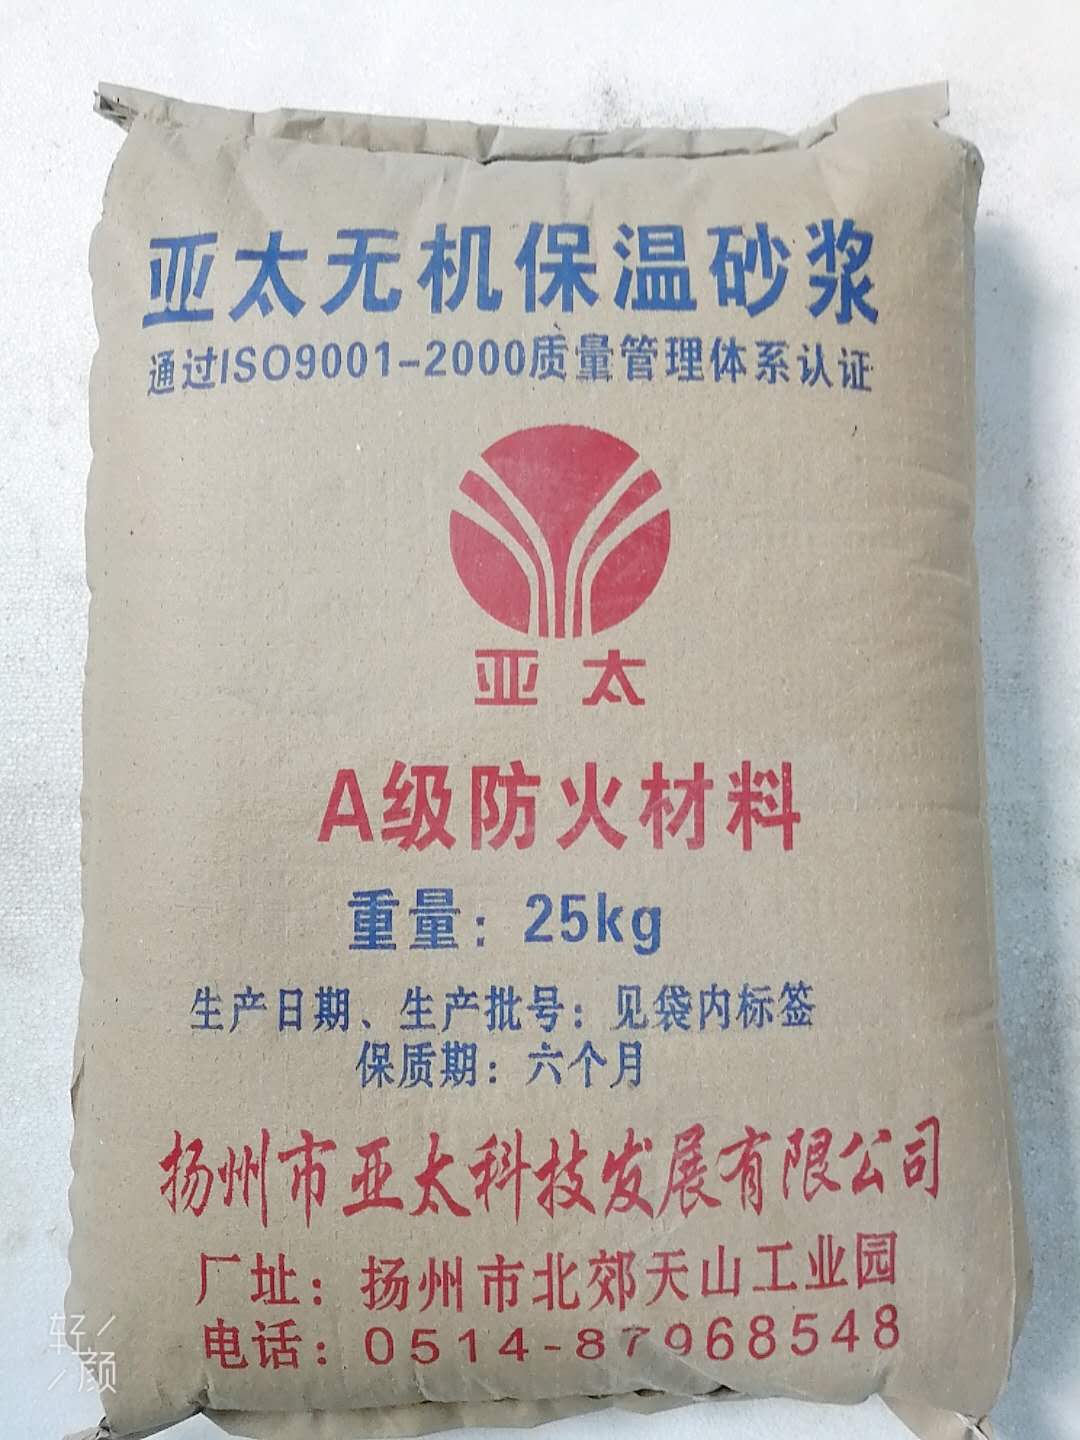 亚太无机保温砂浆
通过ISO9001-2000质量管理体系认证
亚太
A级防火材料
重量：25kg
生产日期、生产批号：见袋内标签
保质期：六个月
扬州市亚太科技发展有限公司
厂址：扬州市北郊天山工业园
电话：0514-87968548
轻颜